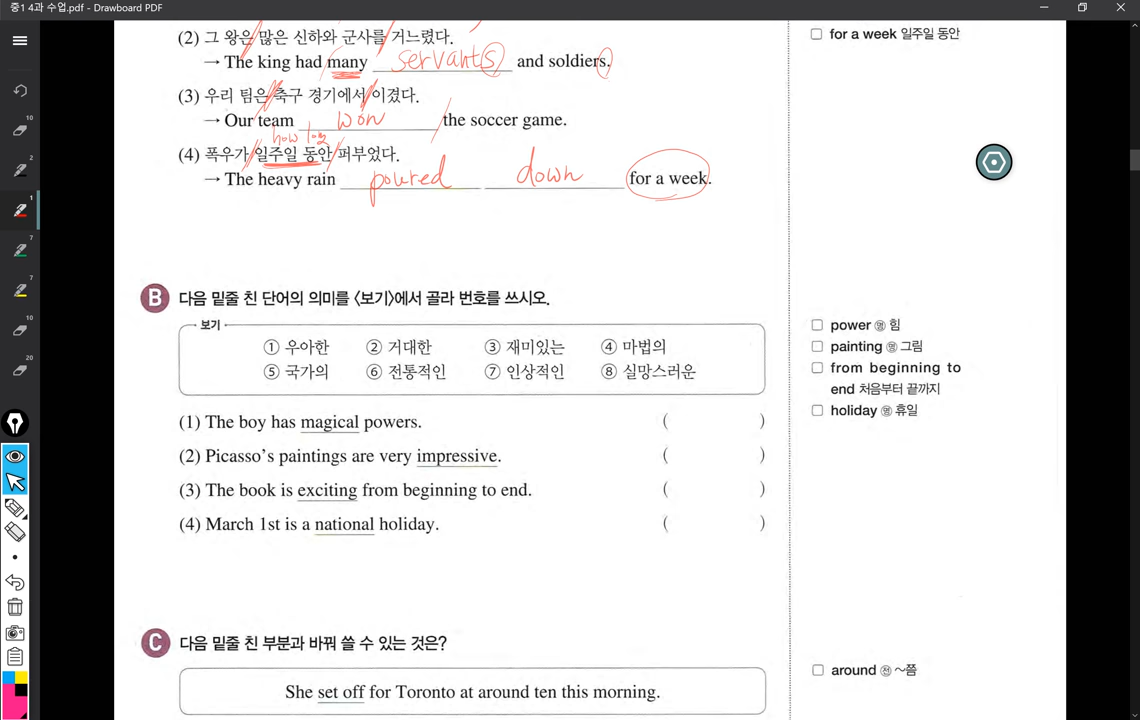 중1 4과 수업.pdf - Drawboard PDF
(2) 그 왕은 많은 신하와 군사를 거느렸다.
→ The king had many servants and soldiers.
(3) 우리 팀은 축구 경기에서 이겼다.
→ Our team won the soccer game.
how long
(4) 폭우가 일주일 동안 퍼부었다.
→ The heavy rain poured down for a week.
B 다음 밑줄 친 단어의 의미를 〈보기〉에서 골라 번호를 쓰시오.
보기
① 우아한 ② 거대한 ③ 재미있는 ④ 마법의
⑤ 국가의 ⑥ 전통적인 ⑦ 인상적인 ⑧ 실망스러운
(1) The boy has magical powers. ( )
(2) Picasso's paintings are very impressive. ( )
(3) The book is exciting from beginning to end. ( )
(4) March 1st is a national holiday. ( )
C 다음 밑줄 친 부분과 바꿔 쓸 수 있는 것은?
She set off for Toronto at around ten this morning.
for a week 일주일 동안
power 명 힘
painting 명 그림
from beginning to
end 처음부터 끝까지
holiday 명 휴일
around 전 ~쯤
10
2
1
7
7
10
20